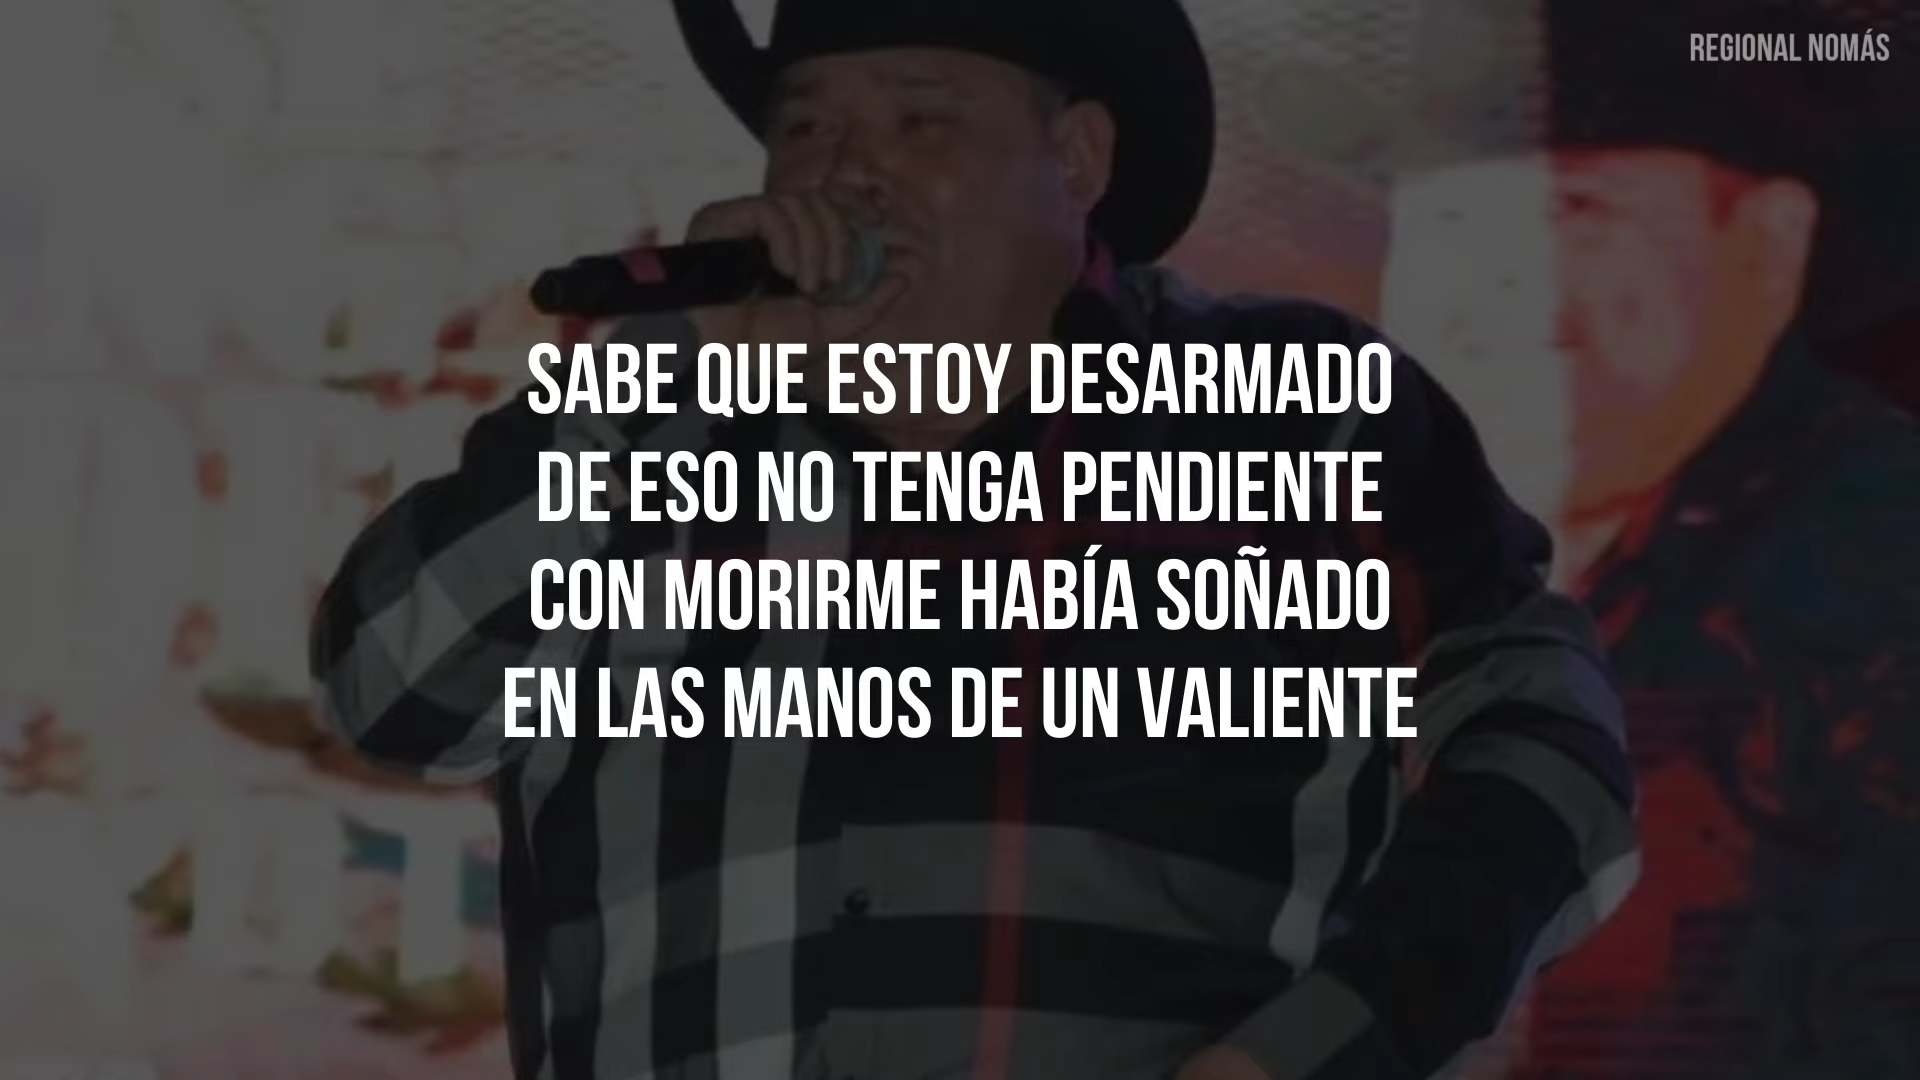 REGIONAL NOMÁS
SABE QUE ESTOY DESARMADO
DE ESO NO TENGA PENDIENTE
CON MORIRME HABÍA SOÑADO
EN LAS MANOS DE UN VALIENTE